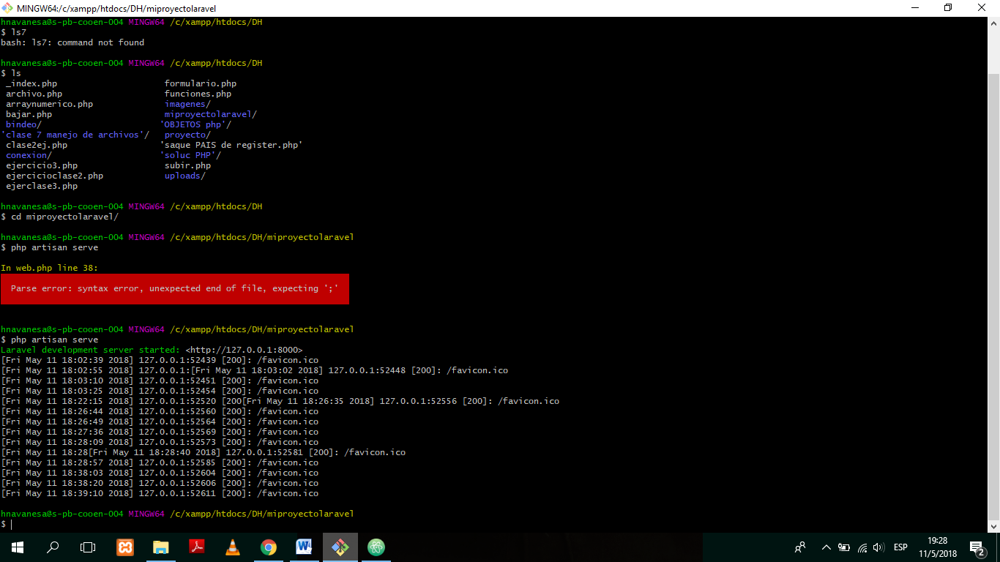 MINGW64:/c/xampp/htdocs/DH/miproyectolaravel
hnavanesa@s-pb-cooen-004 MINGW64 /c/xampp/htdocs/DH
$ ls7
bash: ls7: command not found
hnavanesa@s-pb-cooen-004 MINGW64 /c/xampp/htdocs/DH
$ ls
_index.php formulario.php
archivo.php funciones.php
arraynumerico.php imagenes/
bajar.php miproyectolaravel/
bindeo/ 'OBJETOS php'/
'clase 7 manejo de archivos'/ proyecto/
clase2ej.php 'saque PAIS de register.php'
conexion/ 'soluc PHP'/
ejercicio3.php subir.php
ejercicioclase2.php uploads/
ejerclase3.php
hnavanesa@s-pb-cooen-004 MINGW64 /c/xampp/htdocs/DH
$ cd miproyectolaravel/
hnavanesa@s-pb-cooen-004 MINGW64 /c/xampp/htdocs/DH/miproyectolaravel
$ php artisan serve
In web.php line 38:
Parse error: syntax error, unexpected end of file, expecting ';'
hnavanesa@s-pb-cooen-004 MINGW64 /c/xampp/htdocs/DH/miproyectolaravel
$ php artisan serve
Laravel development server started: <http://127.0.0.1:8000>
[Fri May 11 18:02:39 2018] 127.0.0.1:52439 [200]: /favicon.ico
[Fri May 11 18:02:55 2018] 127.0.0.1:[Fri May 11 18:03:02 2018] 127.0.0.1:52448 [200]: /favicon.ico
[Fri May 11 18:03:10 2018] 127.0.0.1:52451 [200]: /favicon.ico
[Fri May 11 18:03:25 2018] 127.0.0.1:52454 [200]: /favicon.ico
[Fri May 11 18:22:15 2018] 127.0.0.1:52520 [200[Fri May 11 18:26:35 2018] 127.0.0.1:52556 [200]: /favicon.ico
[Fri May 11 18:26:44 2018] 127.0.0.1:52560 [200]: /favicon.ico
[Fri May 11 18:26:49 2018] 127.0.0.1:52564 [200]: /favicon.ico
[Fri May 11 18:27:36 2018] 127.0.0.1:52569 [200]: /favicon.ico
[Fri May 11 18:28:09 2018] 127.0.0.1:52573 [200]: /favicon.ico
[Fri May 11 18:28[Fri May 11 18:28:40 2018] 127.0.0.1:52581 [200]: /favicon.ico
[Fri May 11 18:28:57 2018] 127.0.0.1:52585 [200]: /favicon.ico
[Fri May 11 18:38:03 2018] 127.0.0.1:52604 [200]: /favicon.ico
[Fri May 11 18:38:20 2018] 127.0.0.1:52606 [200]: /favicon.ico
[Fri May 11 18:39:10 2018] 127.0.0.1:52611 [200]: /favicon.ico
hnavanesa@s-pb-cooen-004 MINGW64 /c/xampp/htdocs/DH/miproyectolaravel
$
ESP
19:28
11/5/2018
2